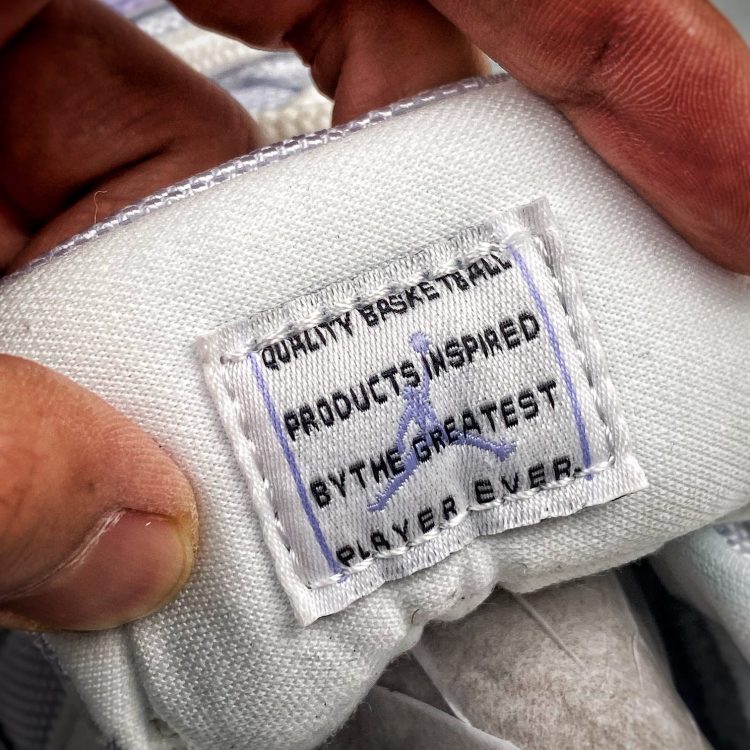 QUALITY BASKETBALL
PRODUCTS INSPIRED
BY THE GREATEST
PLAYER EVER.